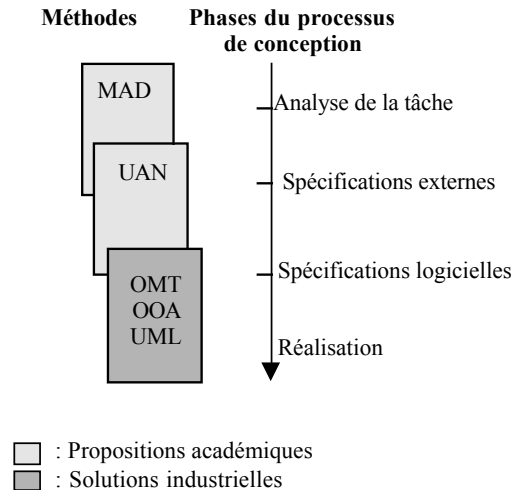 Méthodes
Phases du processus
de conception
MAD
Analyse de la tâche
UAN
Spécifications externes
Spécifications logicielles
OMT
OOA
UML
Réalisation
: Propositions académiques
: Solutions industrielles